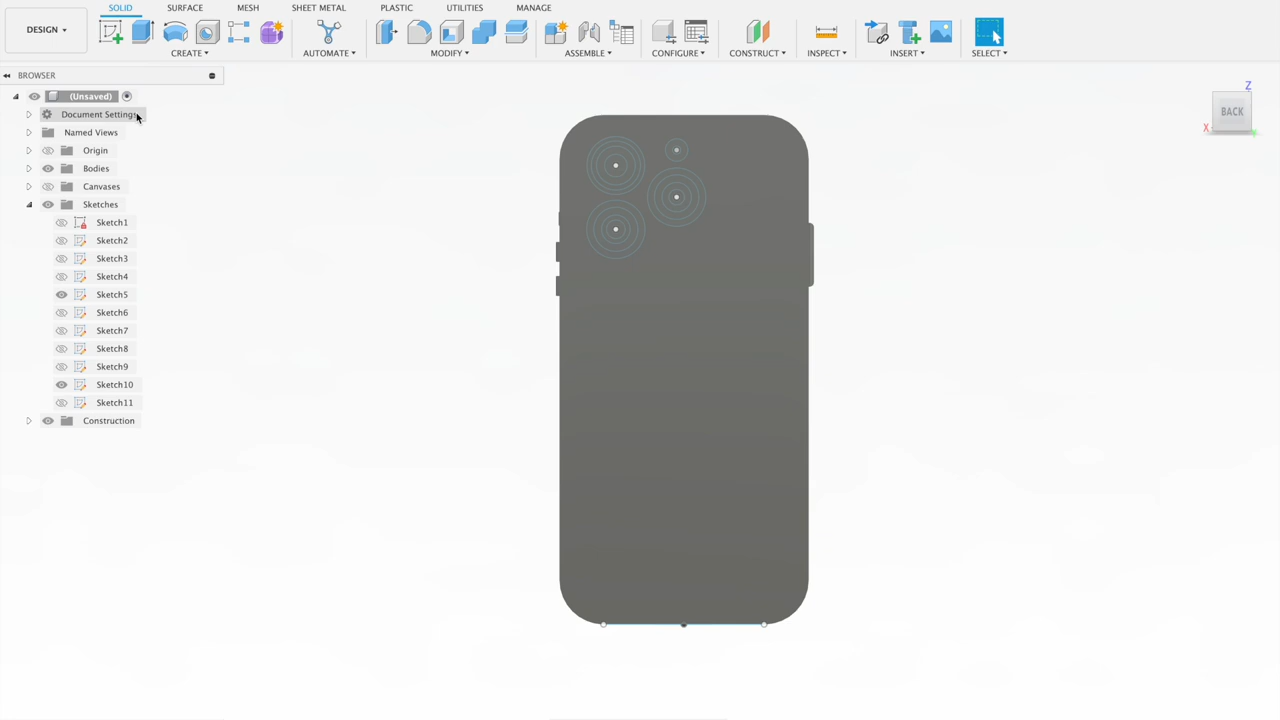 SOLID SURFACE MESH SHEET METAL PLASTIC UTILITIES MANAGE
DESIGN
CREATE AUTOMATE MODIFY ASSEMBLE CONFIGURE CONSTRUCT INSPECT INSERT SELECT
BROWSER
(Unsaved)
Document Settings
Named Views
Origin
Bodies
Canvases
Sketches
Sketch1
Sketch2
Sketch3
Sketch4
Sketch5
Sketch6
Sketch7
Sketch8
Sketch9
Sketch10
Sketch11
Construction
Z
BACK
X